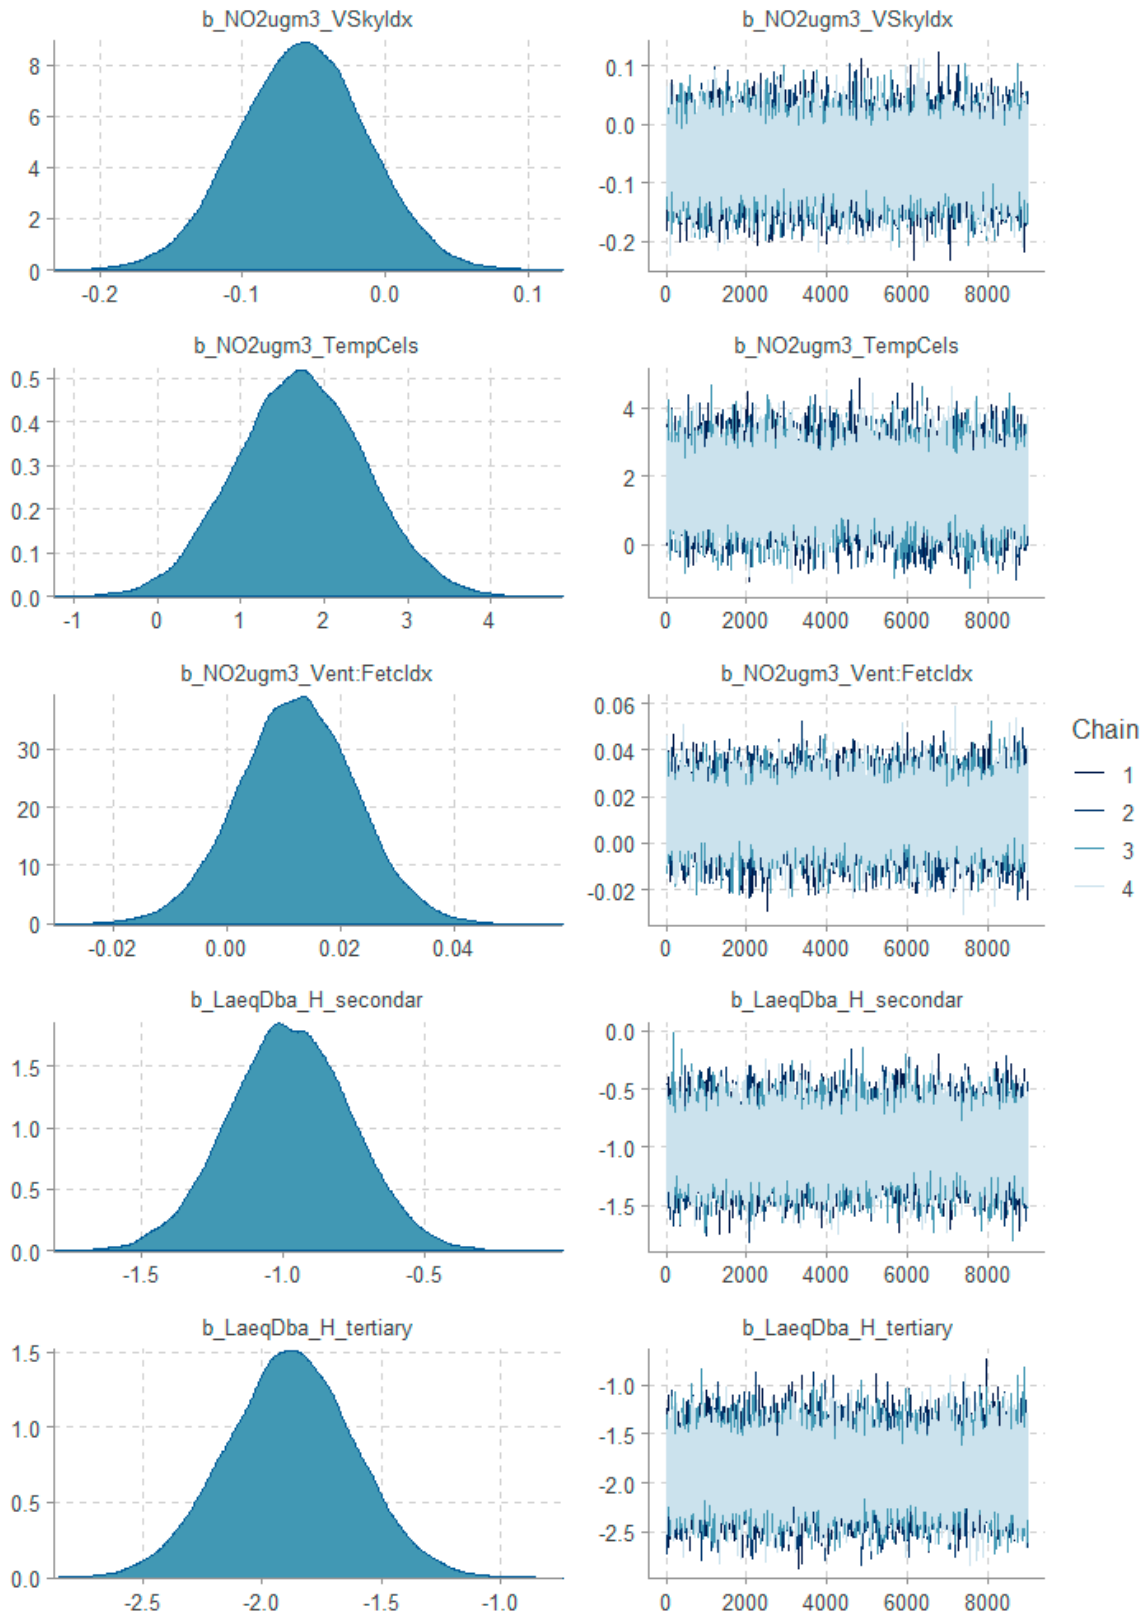 b_NO2ugm3_VSkyIdx
b_NO2ugm3_VSkyIdx
8
6
4
2
0
-0.2 -0.1 0.0 0.1
0.1
0.0
-0.1
-0.2
0 2000 4000 6000 8000
b_NO2ugm3_TempCels
b_NO2ugm3_TempCels
0.5
0.4
0.3
0.2
0.1
0.0
-1 0 1 2 3 4
4
2
0
0 2000 4000 6000 8000
b_NO2ugm3_Vent:FetcIdx
b_NO2ugm3_Vent:FetcIdx
30
20
10
0
-0.02 0.00 0.02 0.04
0.06
0.04
0.02
0.00
-0.02
0 2000 4000 6000 8000
Chain
1
2
3
4
b_LaeqDba_H_secondar
b_LaeqDba_H_secondar
1.5
1.0
0.5
0.0
-1.5 -1.0 -0.5
0.0
-0.5
-1.0
-1.5
0 2000 4000 6000 8000
b_LaeqDba_H_tertiary
b_LaeqDba_H_tertiary
1.5
1.0
0.5
0.0
-2.5 -2.0 -1.5 -1.0
-1.0
-1.5
-2.0
-2.5
0 2000 4000 6000 8000